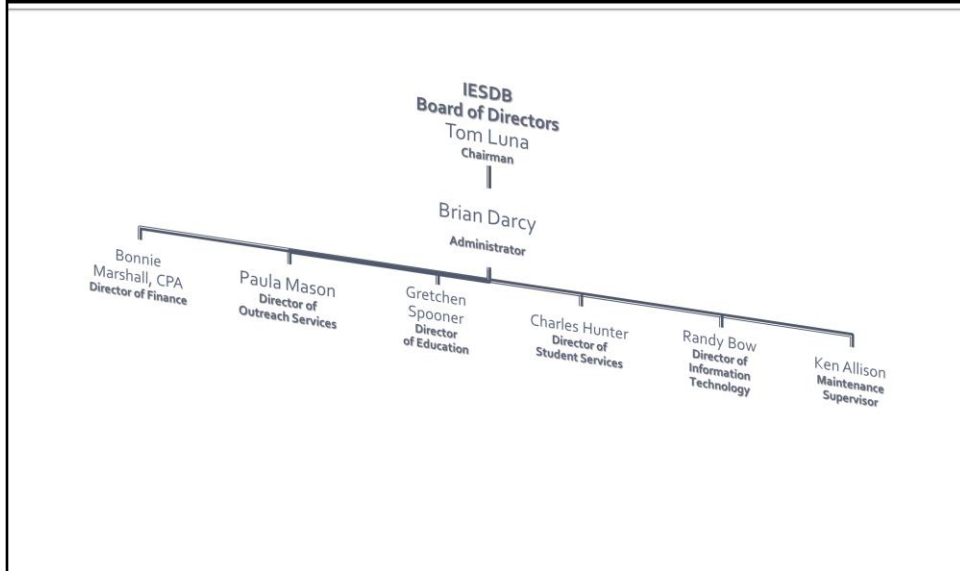 IESDB
Board of Directors
Tom Luna
Chairman
Brian Darcy
Administrator
Bonnie
Marshall, CPA
Director of Finance
Paula Mason
Director of
Outreach Services
Gretchen
Spooner
Director
of Education
Charles Hunter
Director of
Student Services
Randy Bow
Director of
Information
Technology
Ken Allison
Maintenance
Supervisor